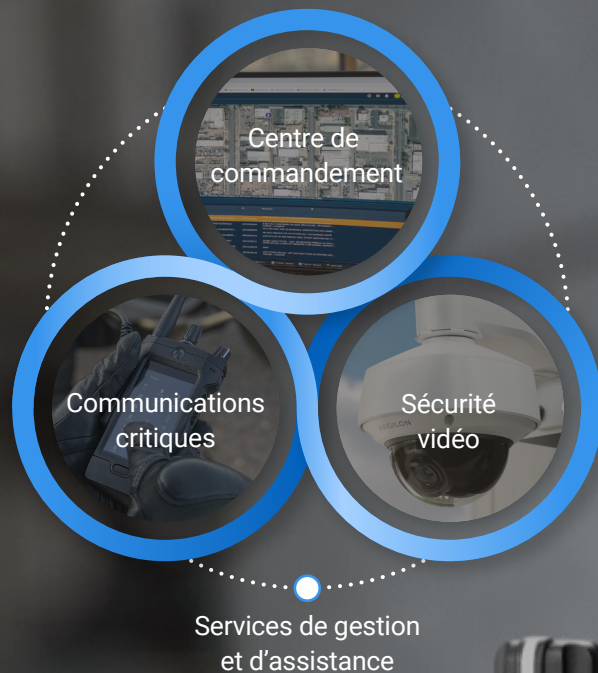 Centre de
commandement
Communications
critiques
Sécurité
vidéo
Services de gestion
et d’assistance